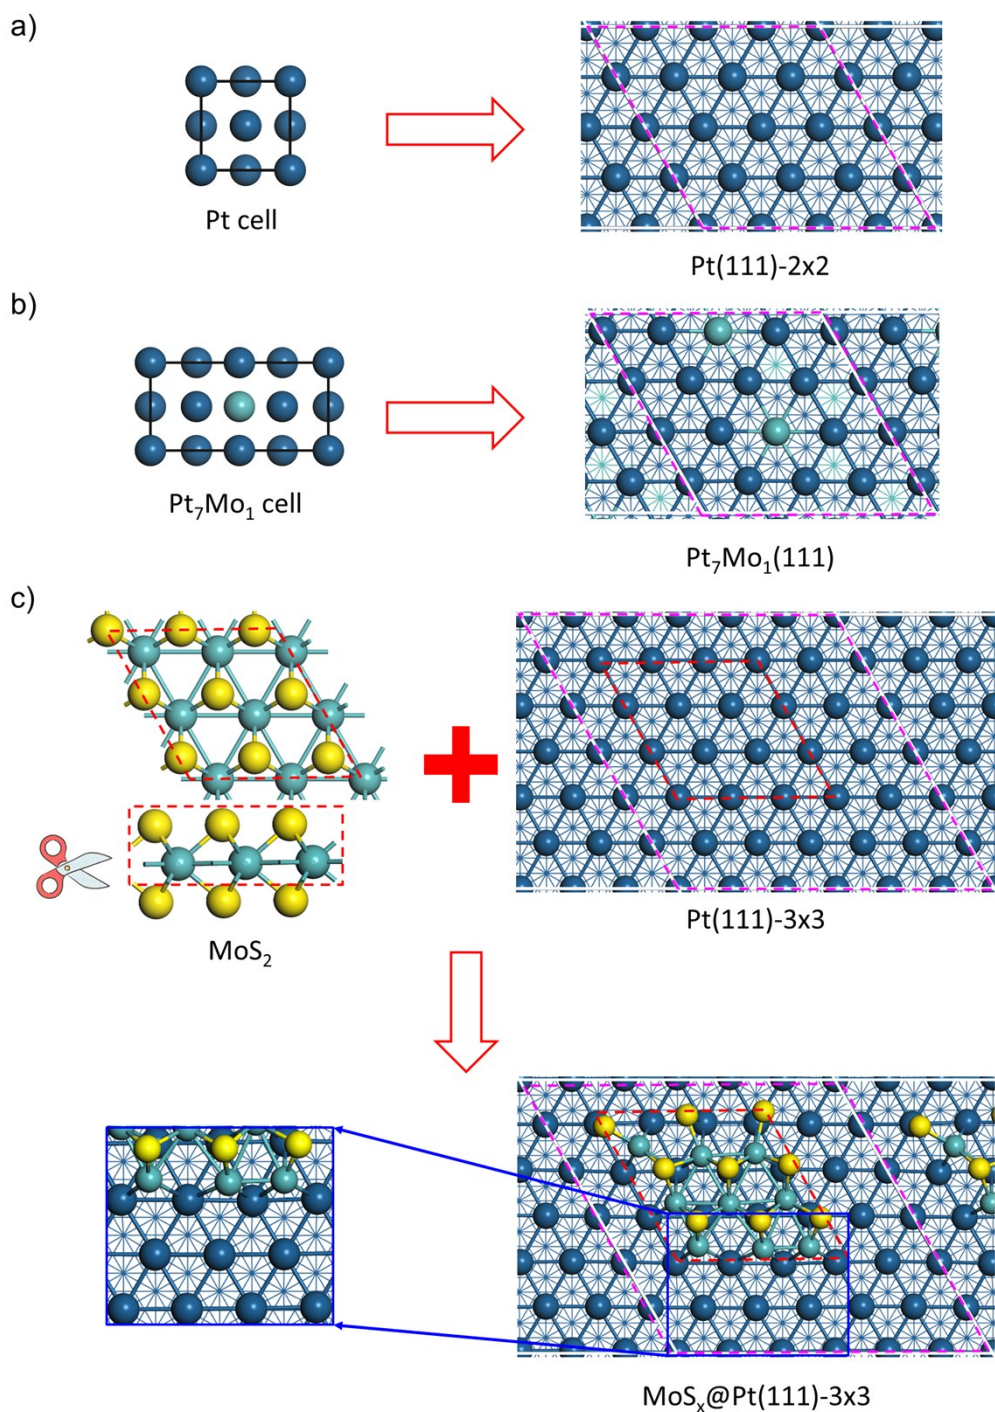 a)
Pt cell
Pt(111)-2x2
b)
Pt₇Mo₁ cell
Pt₇Mo₁(111)
c)
MoS₂
Pt(111)-3x3
MoSₓ@Pt(111)-3x3